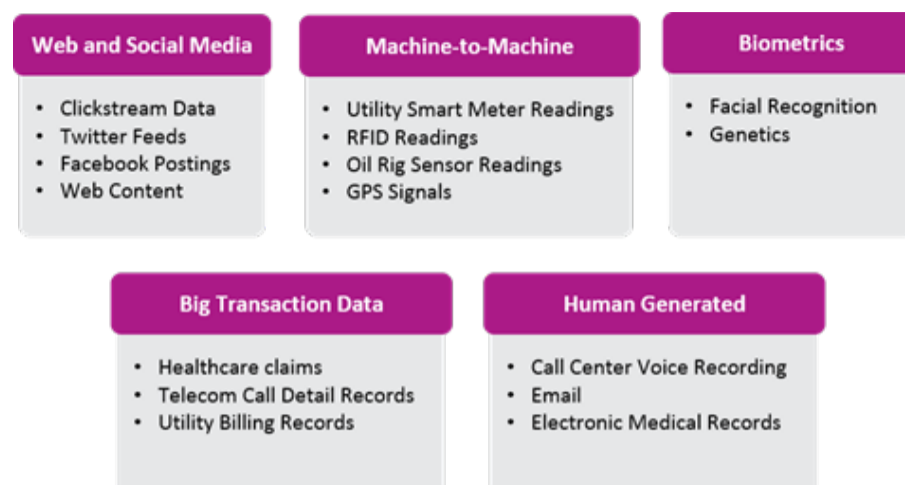 Web and Social Media
• Clickstream Data
• Twitter Feeds
• Facebook Postings
• Web Content
Machine-to-Machine
• Utility Smart Meter Readings
• RFID Readings
• Oil Rig Sensor Readings
• GPS Signals
Biometrics
• Facial Recognition
• Genetics
Big Transaction Data
• Healthcare claims
• Telecom Call Detail Records
• Utility Billing Records
Human Generated
• Call Center Voice Recording
• Email
• Electronic Medical Records